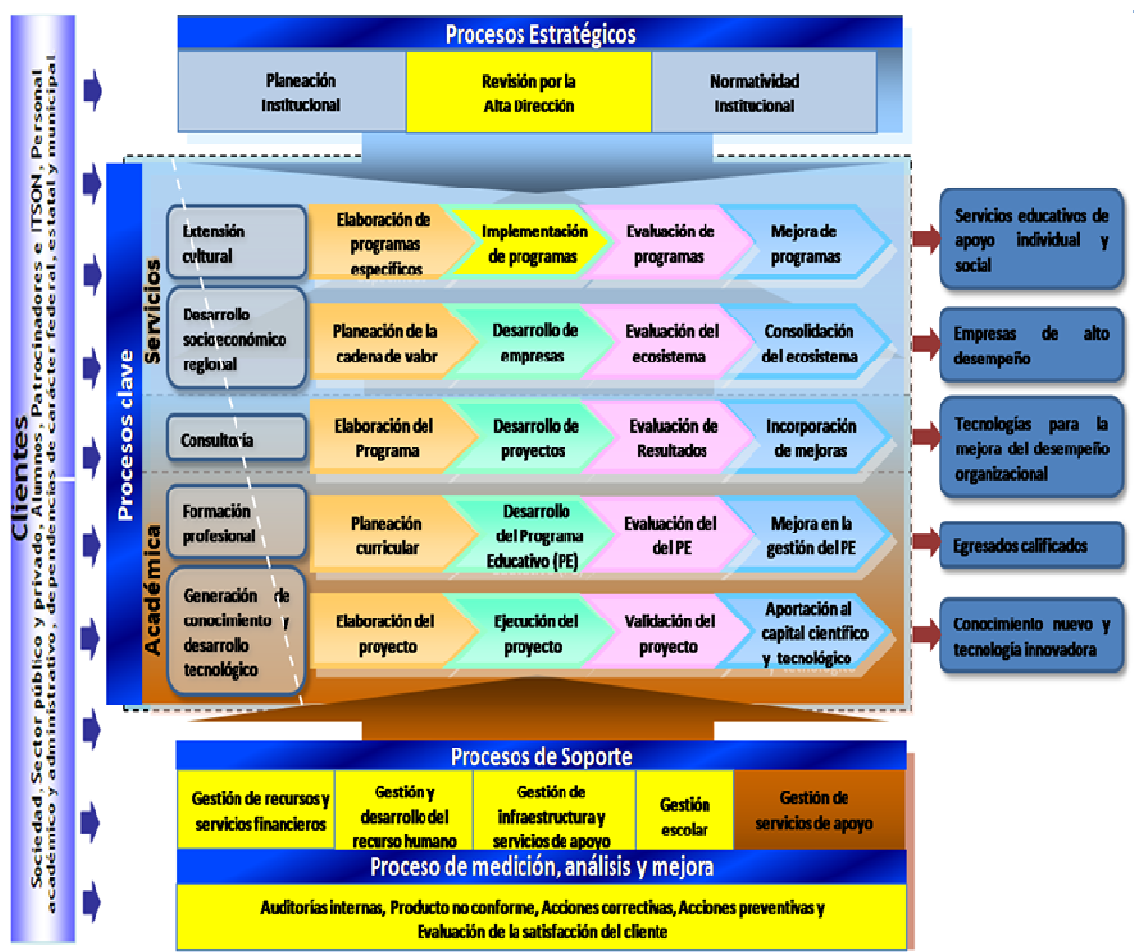 Clientes
Sociedad, Sector público y privado, Alumnos, Patrocinadores e ITSON, Personal
académico y administrativo, dependencias de carácter federal, estatal y municipal
Procesos Estratégicos
Planeación
Institucional
Revisión por la
Alta Dirección
Normatividad
Institucional
Procesos clave
Servicios
Extensión
cultural
Elaboración de
programas
específicos
Implementación
de programas
Evaluación de
programas
Mejora de
programas
Servicios educativos de
apoyo individual y
social
Desarrollo
socioeconómico
regional
Planeación de la
cadena de valor
Desarrollo de
empresas
Evaluación del
ecosistema
Consolidación
del ecosistema
Empresas de alto
desempeño
Consultoría
Elaboración del
Programa
Desarrollo de
proyectos
Evaluación de
Resultados
Incorporación
de mejoras
Tecnologías para la
mejora del desempeño
organizacional
Académica
Formación
profesional
Planeación
curricular
Desarrollo
del Programa
Educativo (PE)
Evaluación del
del PE
Mejora en la
gestión del PE
Egresados calificados
Generación de
conocimiento y
desarrollo
tecnológico
Elaboración del
proyecto
Ejecución del
proyecto
Validación del
proyecto
Aportación al
capital científico
y tecnológico
Conocimiento nuevo y
tecnología innovadora
Procesos de Soporte
Gestión de recursos y
servicios financieros
Gestión y
desarrollo del
recurso humano
Gestión de
infraestructura y
servicios de apoyo
Gestión
escolar
Gestión de
servicios de apoyo
Proceso de medición, análisis y mejora
Auditorías internas, Producto no conforme, Acciones correctivas, Acciones preventivas y
Evaluación de la satisfacción del cliente